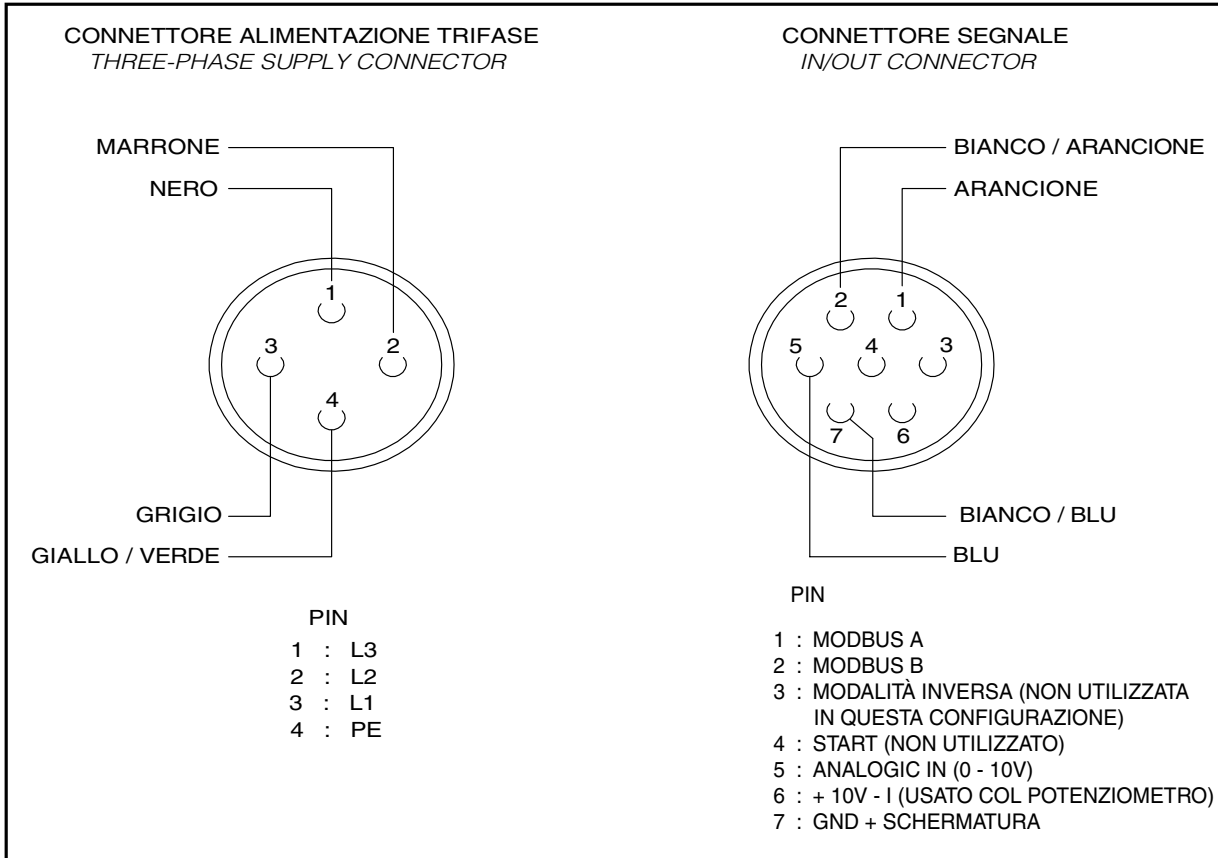 CONNETTORE ALIMENTAZIONE TRIFASE
THREE-PHASE SUPPLY CONNECTOR
MARRONE
NERO
1
3
2
4
GRIGIO
GIALLO / VERDE
PIN
1 : L3
2 : L2
3 : L1
4 : PE
CONNETTORE SEGNALE
IN/OUT CONNECTOR
BIANCO / ARANCIONE
ARANCIONE
2 1
5 4 3
7 6
BIANCO / BLU
BLU
PIN
1 : MODBUS A
2 : MODBUS B
3 : MODALITÀ INVERSA (NON UTILIZZATA
IN QUESTA CONFIGURAZIONE)
4 : START (NON UTILIZZATO)
5 : ANALOGIC IN (0 - 10V)
6 : + 10V - I (USATO COL POTENZIOMETRO)
7 : GND + SCHERMATURA